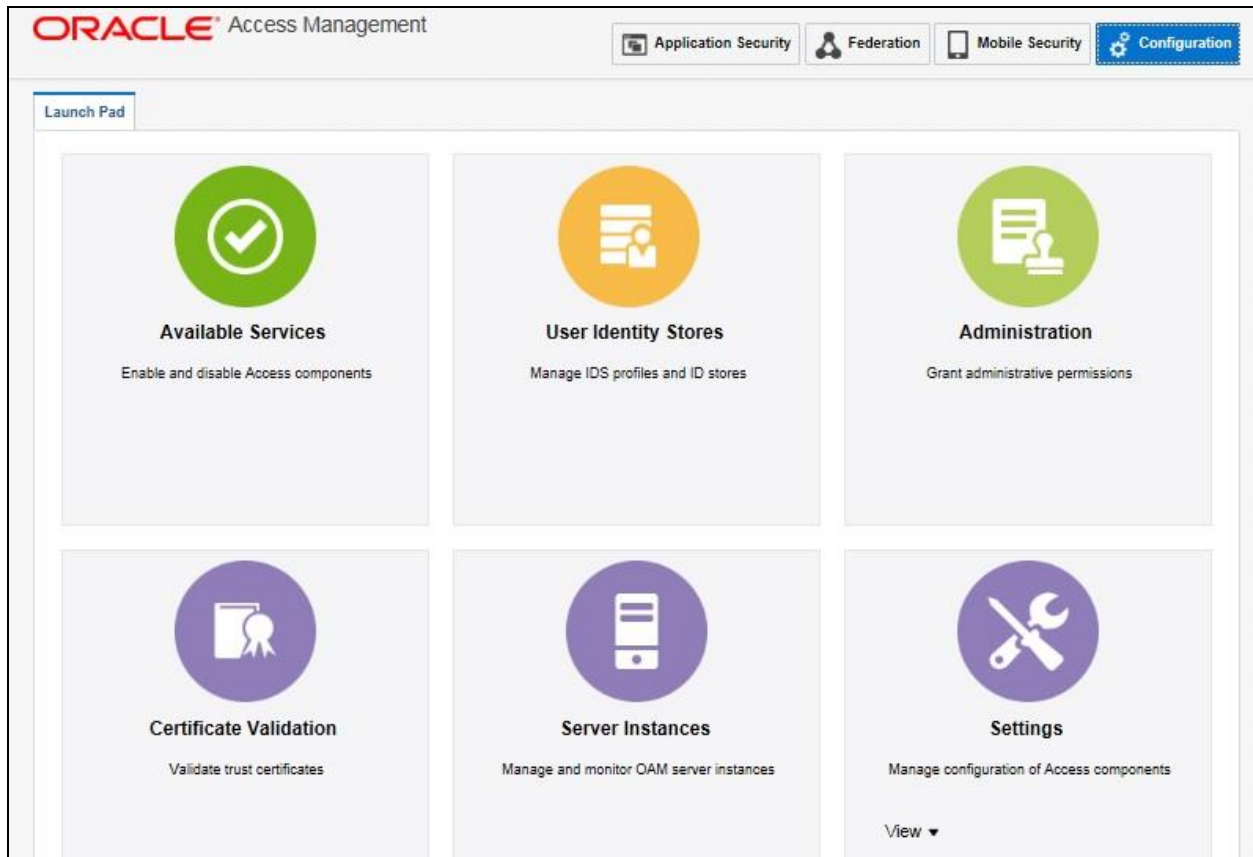 ORACLE® Access Management
Application Security
Federation
Mobile Security
Configuration
Launch Pad
Available Services
Enable and disable Access components
User Identity Stores
Manage IDS profiles and ID stores
Administration
Grant administrative permissions
Certificate Validation
Validate trust certificates
Server Instances
Manage and monitor OAM server instances
Settings
Manage configuration of Access components
View